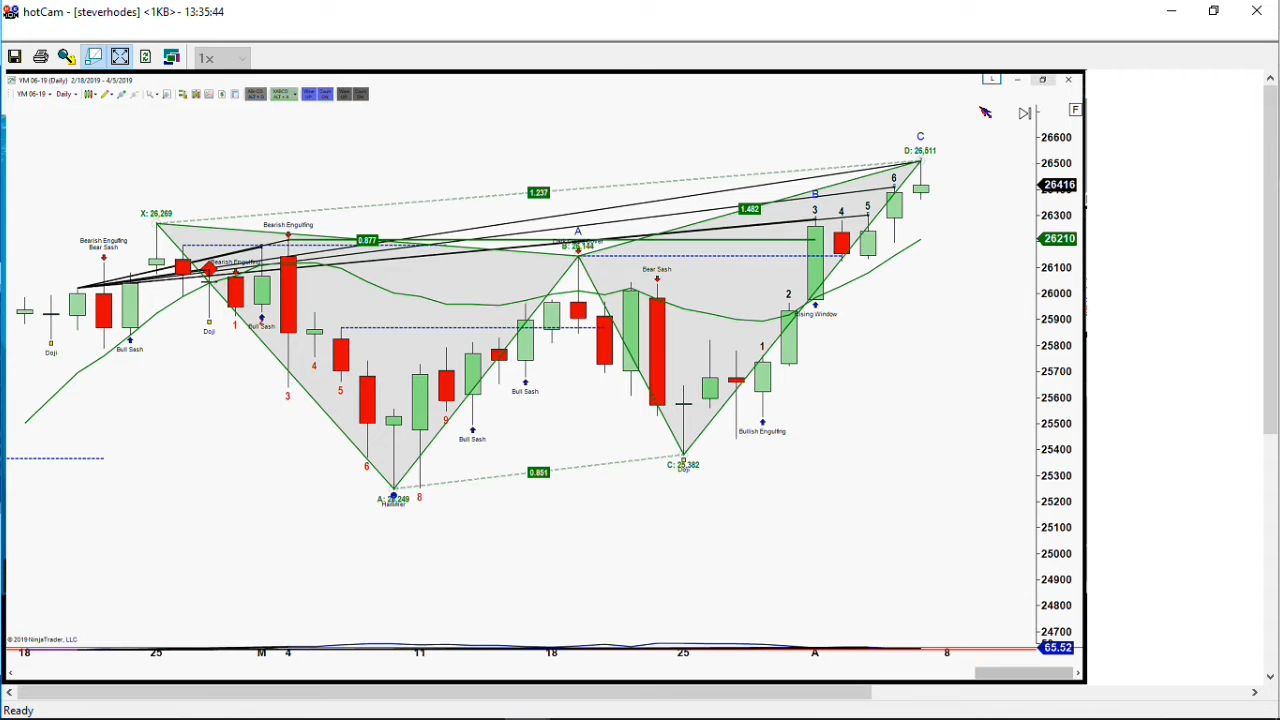 hotCam - [steverhodes] <1KB> - 13:35:44
1x
YM 06-19 (Daily) 2/18/2019 - 4/5/2019
YM 06-19 Daily
L
F
C
D: 26,511
1.237
X: 26,269
1.482
B
6
3
4
5
Bearish Engulfing
0.877
A
B: 26,144
Bearish Engulfing
Bear Sash
Bearish Engulfing
Bear Sash
Doji
Bull Sash
Doji
1
Bull Sash
3
4
5
6
A: 25,249
Hammer
8
9
Bull Sash
Bull Sash
0.851
C: 25,382
Doji
1
2
Rising Window
Bullish Engulfing
26600
26500
26416
26300
26210
26100
26000
25900
25800
25700
25600
25500
25400
25300
25200
25100
25000
24900
24800
24700
65.52
© 2019 NinjaTrader, LLC
18
25
M
4
11
18
25
A
8
Ready